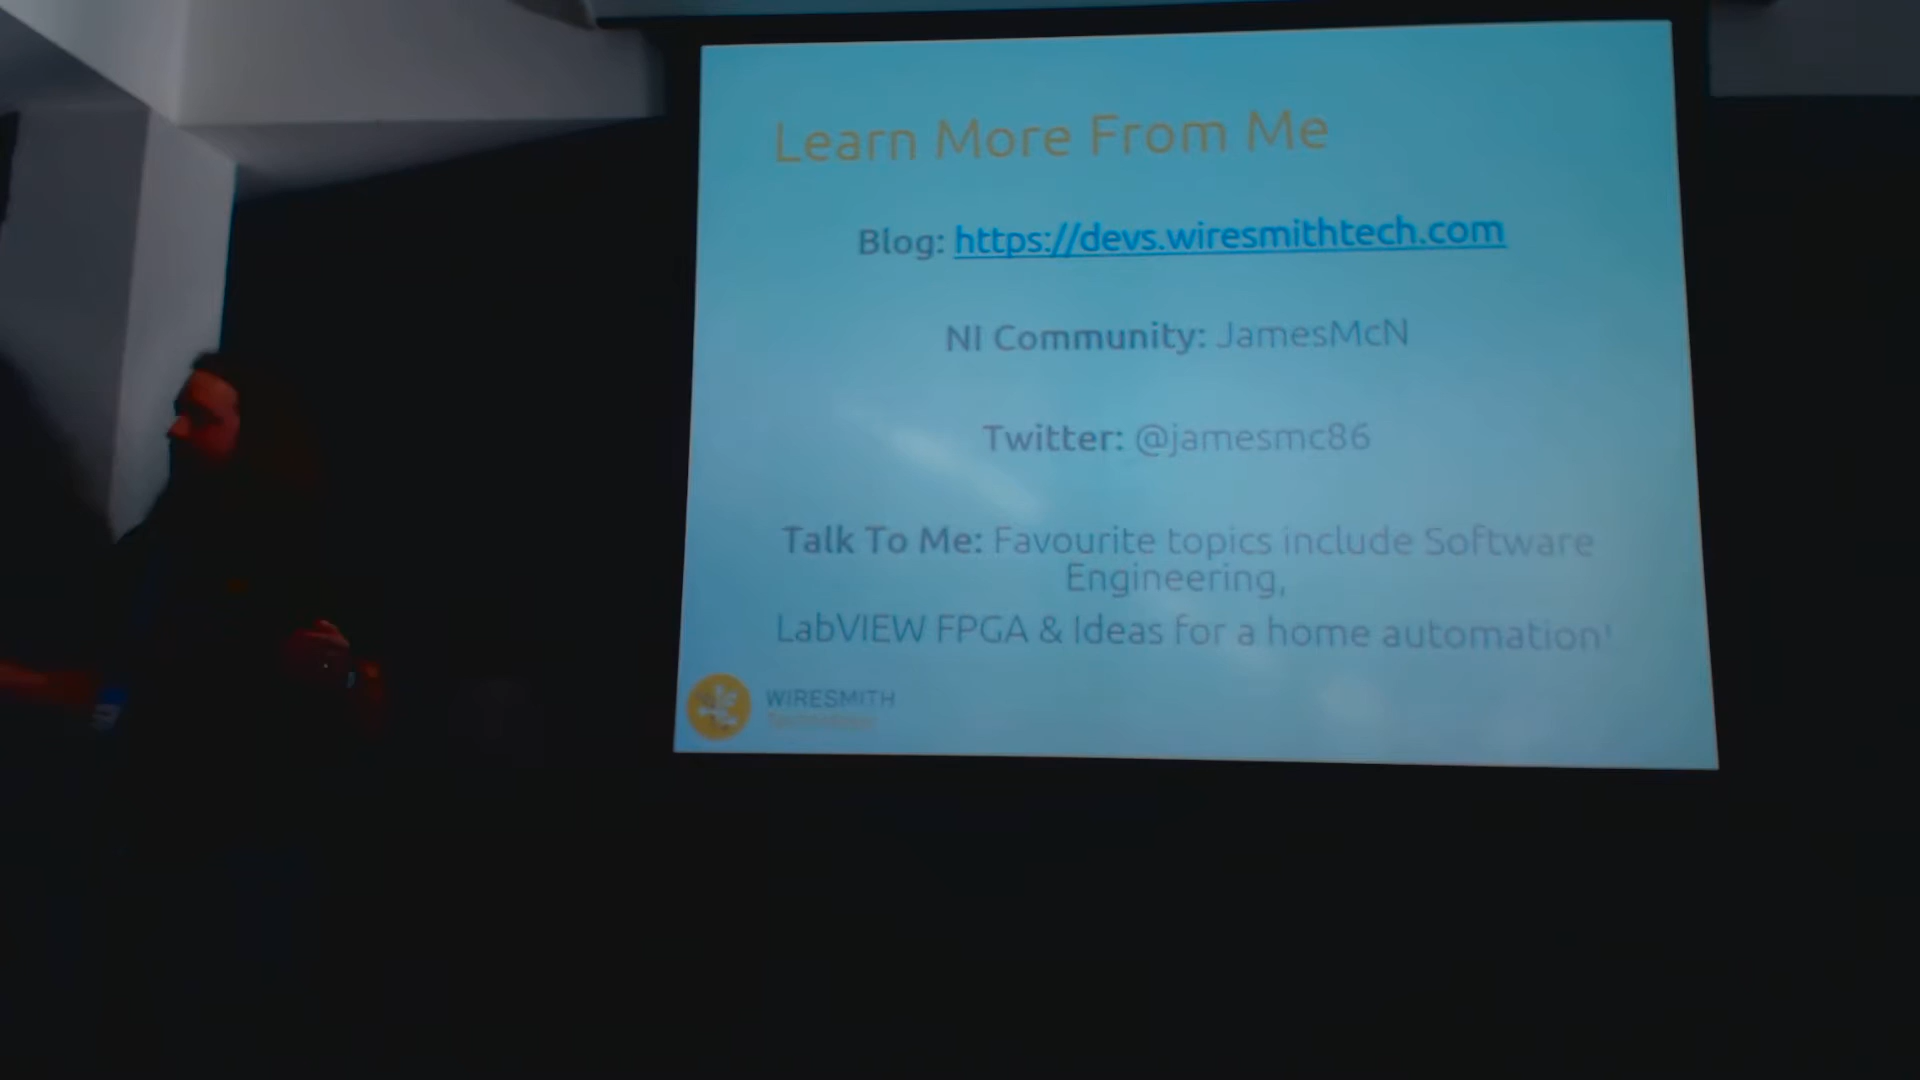 Learn More From Me
Blog: https://devs.wiresmithtech.com
NI Community: JamesMcN
Twitter: @jamesmc86
Talk To Me: Favourite topics include Software
Engineering,
LabVIEW FPGA & Ideas for a home automation!
WIRESMITH